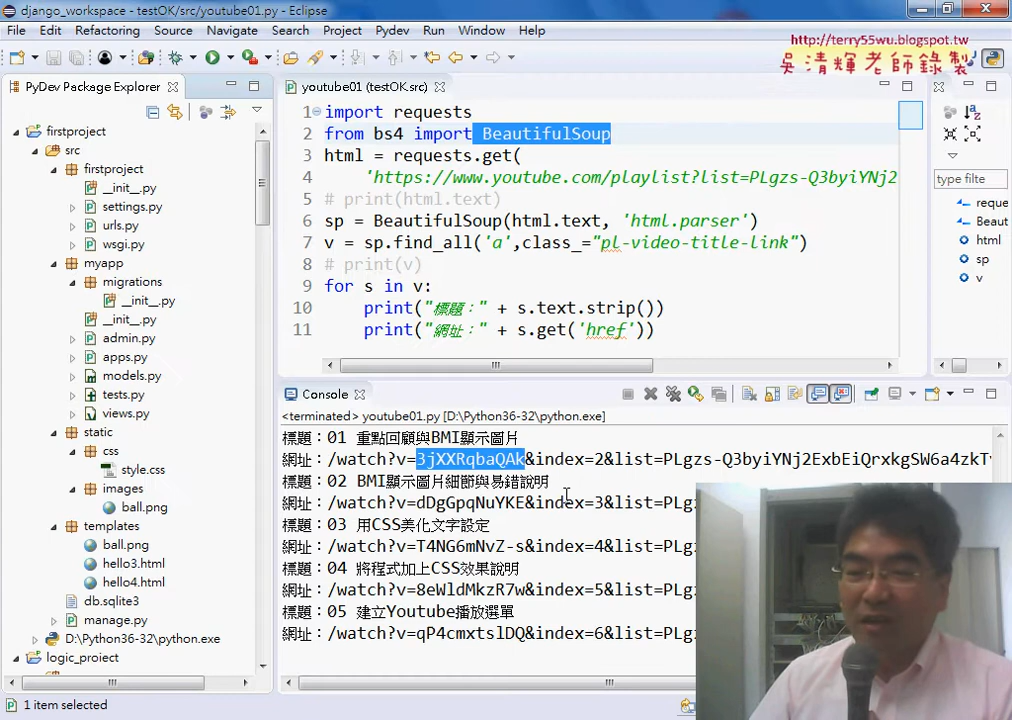 django_workspace - testOK/src/youtube01.py - Eclipse
File Edit Refactoring Source Navigate Search Project Pydev Run Window Help
http://terry55wu.blogspot.tw
吳清輝老師錄製
PyDev Package Explorer
firstproject
src
firstproject
__init__.py
settings.py
urls.py
wsgi.py
myapp
migrations
__init__.py
__init__.py
admin.py
apps.py
models.py
tests.py
views.py
static
css
style.css
images
ball.png
templates
ball.png
hello3.html
hello4.html
db.sqlite3
manage.py
D:\Python36-32\python.exe
logic_project
youtube01 (testOK.src)
1 import requests
2 from bs4 import BeautifulSoup
3 html = requests.get(
4 'https://www.youtube.com/playlist?list=PLgzs-Q3byiYNj2
5 # print(html.text)
6 sp = BeautifulSoup(html.text, 'html.parser')
7 v = sp.find_all('a',class_="pl-video-title-link")
8 # print(v)
9 for s in v:
10 print("標題：" + s.text.strip())
11 print("網址：" + s.get('href'))
type filte
reque
Beaut
html
sp
v
Console
<terminated> youtube01.py [D:\Python36-32\python.exe]
標題：01 重點回顧與BMI顯示圖片
網址：/watch?v=3jXXRqbaQAk&index=2&list=PLgzs-Q3byiYNj2ExbEiQrxkgSW6a4zkTv
標題：02 BMI顯示圖片細節與易錯說明
網址：/watch?v=dDgGpqNuYKE&index=3&list=PLgz
標題：03 用CSS美化文字設定
網址：/watch?v=T4NG6mNvZ-s&index=4&list=PLgz
標題：04 將程式加上CSS效果說明
網址：/watch?v=8eWldMkzR7w&index=5&list=PLgz
標題：05 建立Youtube播放選單
網址：/watch?v=qP4cmxtslDQ&index=6&list=PLgz
1 item selected